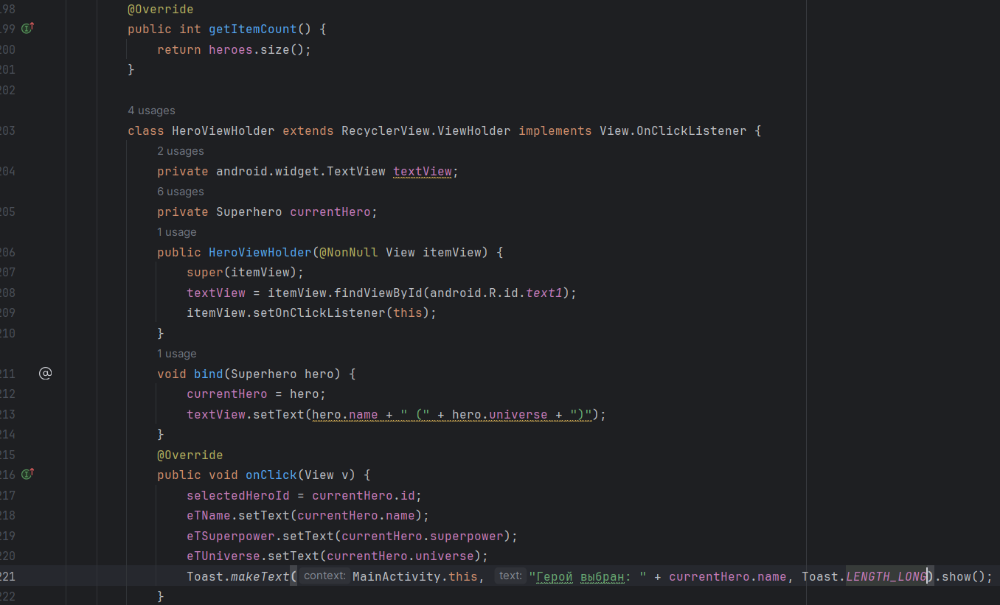 198 @Override
199 public int getItemCount() {
200 return heroes.size();
201 }
202
4 usages
203 class HeroViewHolder extends RecyclerView.ViewHolder implements View.OnClickListener {
2 usages
204 private android.widget.TextView textView;
6 usages
205 private Superhero currentHero;
1 usage
206 public HeroViewHolder(@NonNull View itemView) {
207 super(itemView);
208 textView = itemView.findViewById(android.R.id.text1);
209 itemView.setOnClickListener(this);
210 }
1 usage
211 @ void bind(Superhero hero) {
212 currentHero = hero;
213 textView.setText(hero.name + " (" + hero.universe + ")");
214 }
215 @Override
216 public void onClick(View v) {
217 selectedHeroId = currentHero.id;
218 eTName.setText(currentHero.name);
219 eTSuperpower.setText(currentHero.superpower);
220 eTUniverse.setText(currentHero.universe);
221 Toast.makeText( context: MainActivity.this, text: "Герой выбран: " + currentHero.name, Toast.LENGTH_LONG).show();
222 }